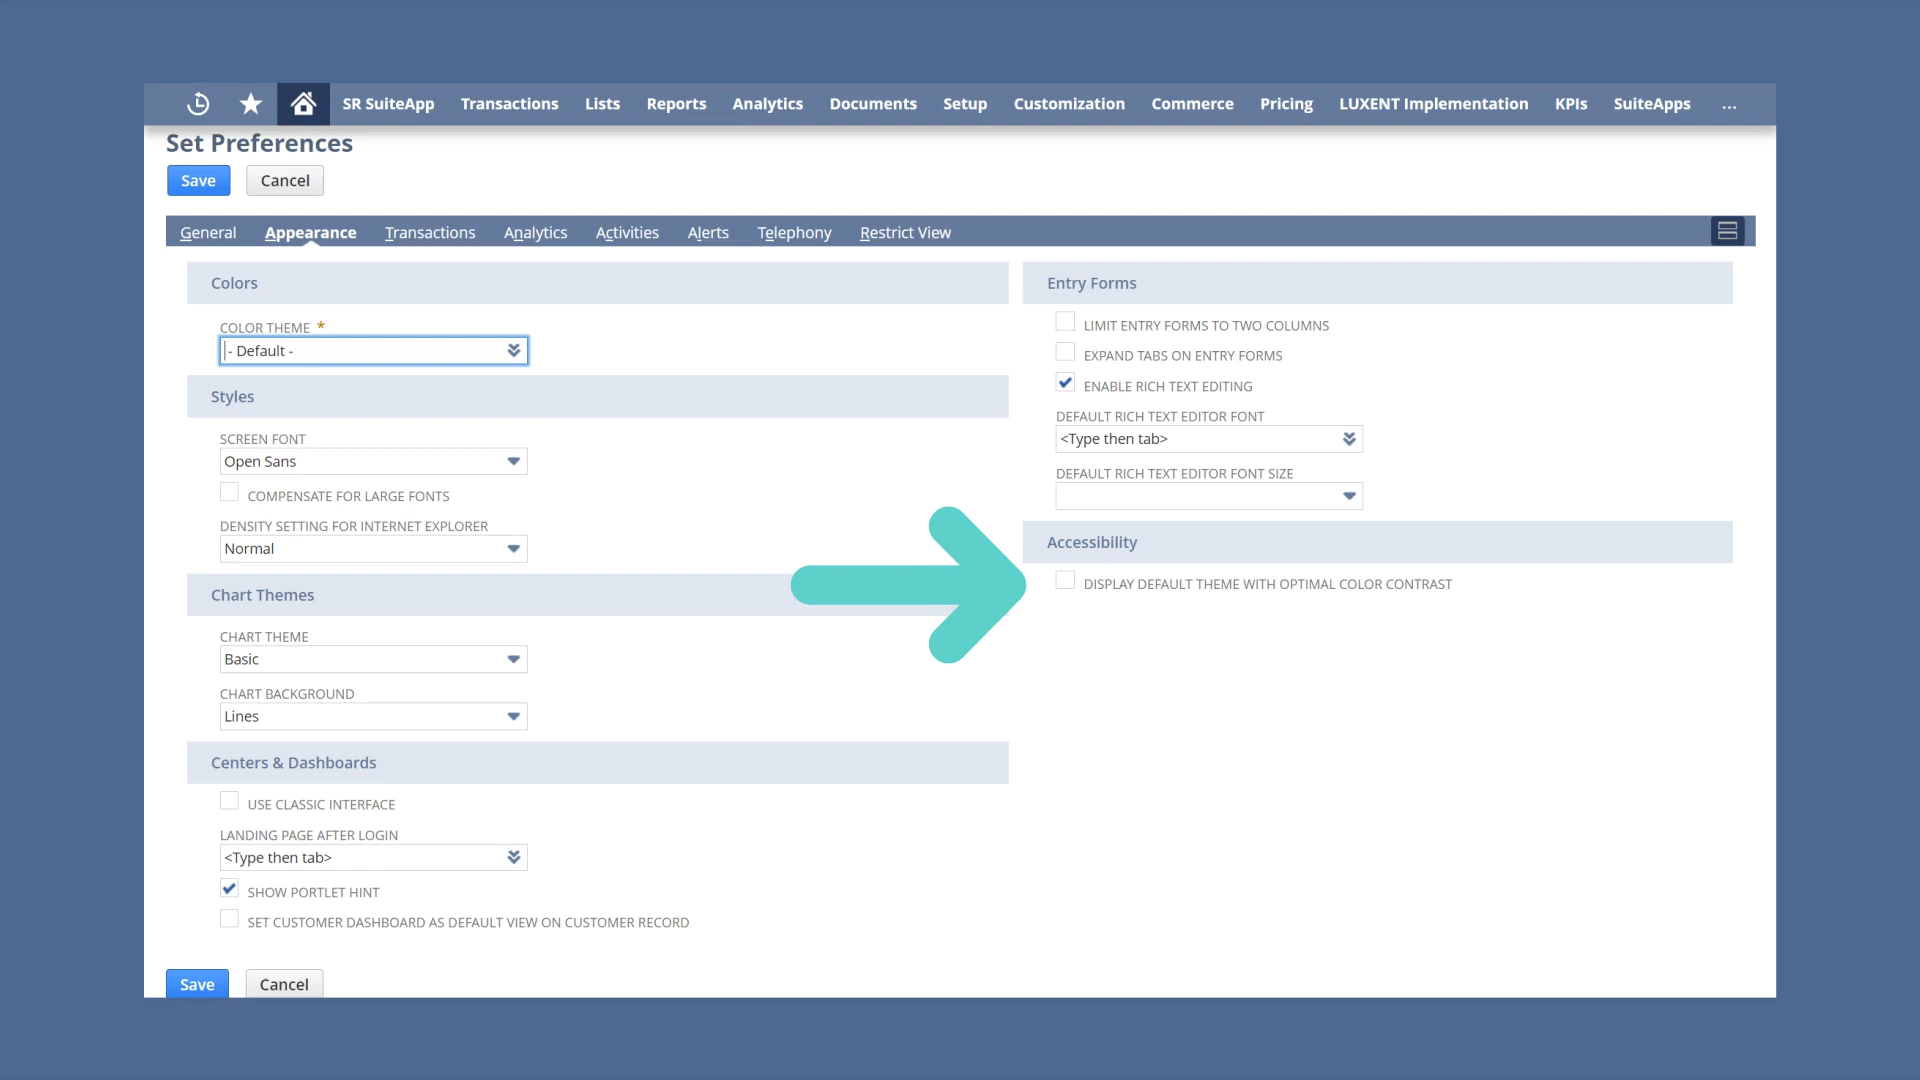 SR SuiteApp Transactions Lists Reports Analytics Documents Setup Customization Commerce Pricing LUXENT Implementation KPIs SuiteApps ...
Set Preferences
Save Cancel
General Appearance Transactions Analytics Activities Alerts Telephony Restrict View
Colors
COLOR THEME *
- Default -
Styles
SCREEN FONT
Open Sans
COMPENSATE FOR LARGE FONTS
DENSITY SETTING FOR INTERNET EXPLORER
Normal
Chart Themes
CHART THEME
Basic
CHART BACKGROUND
Lines
Centers & Dashboards
USE CLASSIC INTERFACE
LANDING PAGE AFTER LOGIN
<Type then tab>
SHOW PORTLET HINT
SET CUSTOMER DASHBOARD AS DEFAULT VIEW ON CUSTOMER RECORD
Entry Forms
LIMIT ENTRY FORMS TO TWO COLUMNS
EXPAND TABS ON ENTRY FORMS
ENABLE RICH TEXT EDITING
DEFAULT RICH TEXT EDITOR FONT
<Type then tab>
DEFAULT RICH TEXT EDITOR FONT SIZE
Accessibility
DISPLAY DEFAULT THEME WITH OPTIMAL COLOR CONTRAST
Save Cancel